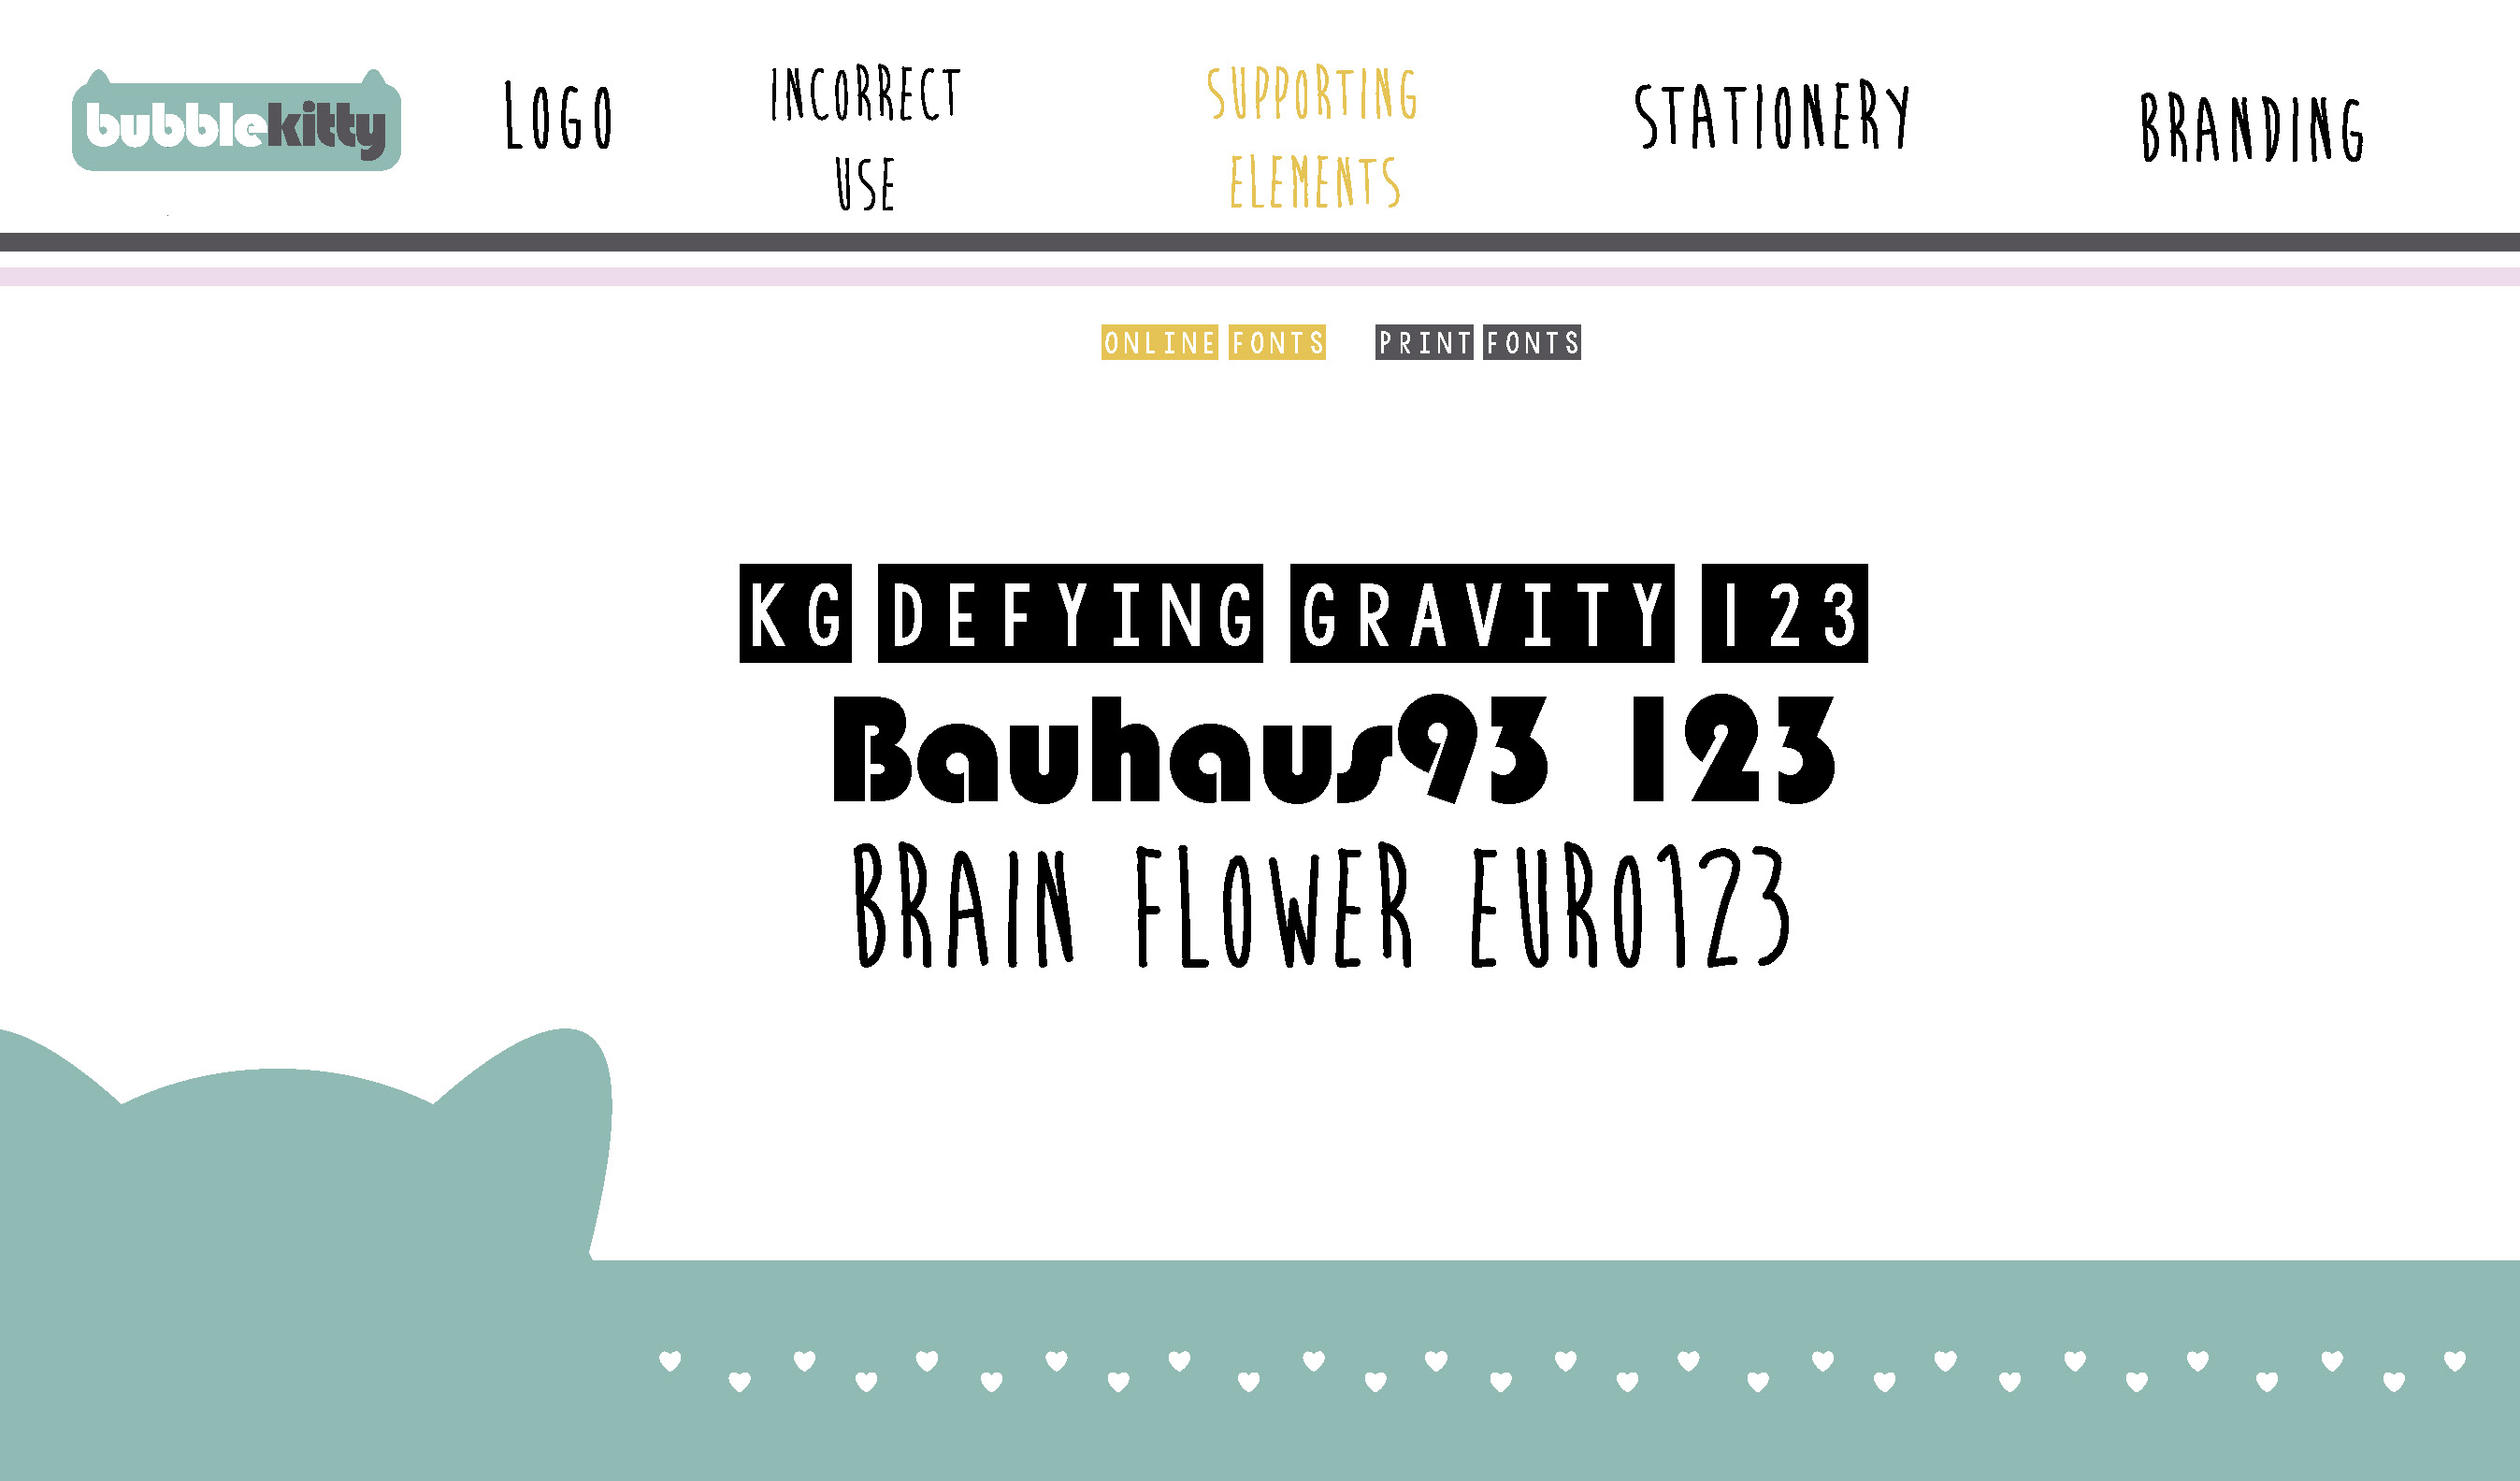 bubblekitty
LOGO
INCORRECT
USE
SUPPORTING
ELEMENTS
STATIONERY
BRANDING
ONLINE FONTS
PRINT FONTS
KG DEFYING GRAVITY 123
Bauhaus93 123
BRAIN FLOWER EURO123